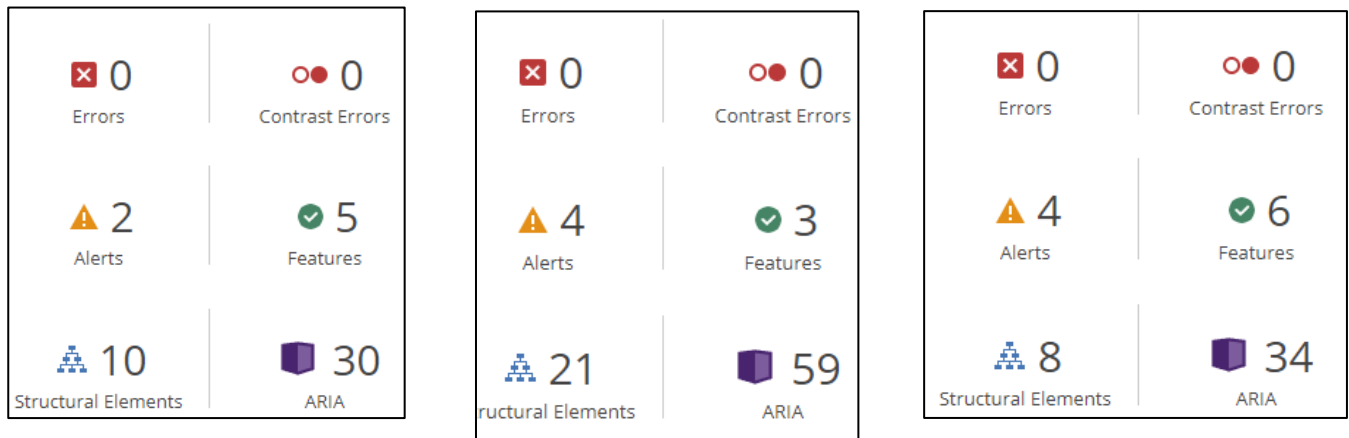 0 0
Errors Contrast Errors
2 5
Alerts Features
10 30
Structural Elements ARIA
0 0
Errors Contrast Errors
4 3
Alerts Features
21 59
ructural Elements ARIA
0 0
Errors Contrast Errors
4 6
Alerts Features
8 34
Structural Elements ARIA